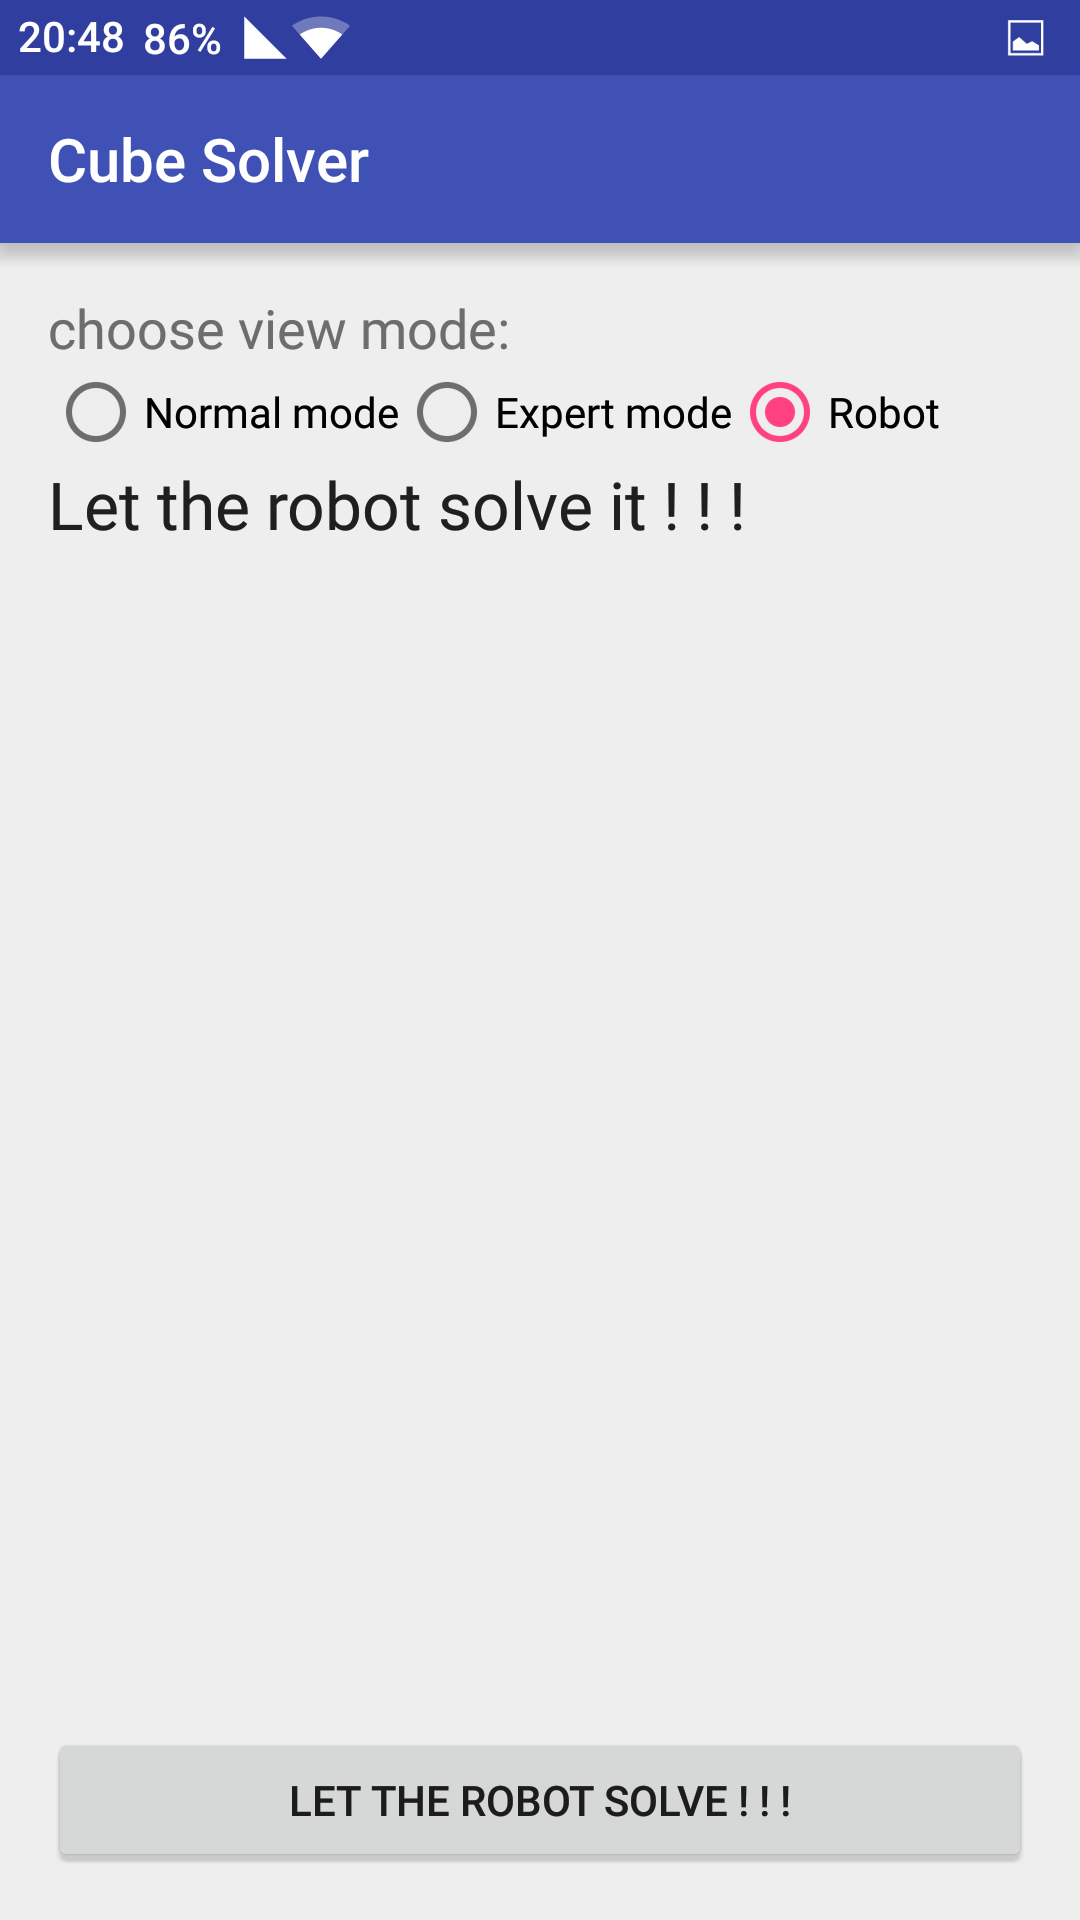 20:48 86%
Cube Solver
choose view mode:
Normal mode Expert mode Robot
Let the robot solve it ! ! !
LET THE ROBOT SOLVE ! ! !